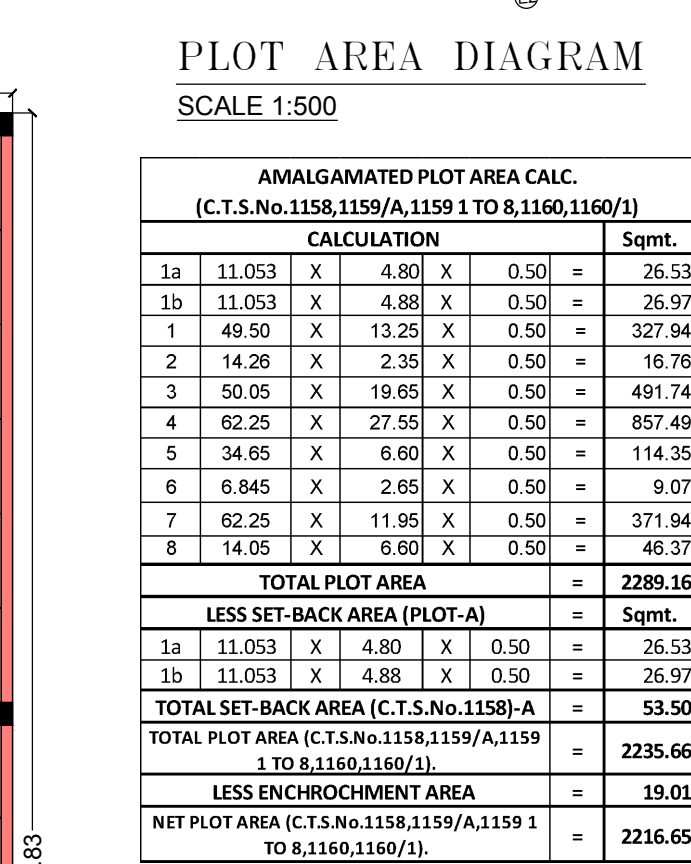 PLOT AREA DIAGRAM
SCALE 1:500
AMALGAMATED PLOT AREA CALC.
(C.T.S.No.1158,1159/A,1159 1 TO 8,1160,1160/1)
CALCULATION Sqmt.
1a 11.053 X 4.80 X 0.50 = 26.53
1b 11.053 X 4.88 X 0.50 = 26.97
1 49.50 X 13.25 X 0.50 = 327.94
2 14.26 X 2.35 X 0.50 = 16.76
3 50.05 X 19.65 X 0.50 = 491.74
4 62.25 X 27.55 X 0.50 = 857.49
5 34.65 X 6.60 X 0.50 = 114.35
6 6.845 X 2.65 X 0.50 = 9.07
7 62.25 X 11.95 X 0.50 = 371.94
8 14.05 X 6.60 X 0.50 = 46.37
TOTAL PLOT AREA = 2289.16
LESS SET-BACK AREA (PLOT-A) = Sqmt.
1a 11.053 X 4.80 X 0.50 = 26.53
1b 11.053 X 4.88 X 0.50 = 26.97
TOTAL SET-BACK AREA (C.T.S.No.1158)-A = 53.50
TOTAL PLOT AREA (C.T.S.No.1158,1159/A,1159
1 TO 8,1160,1160/1). = 2235.66
LESS ENCHROCHMENT AREA = 19.01
NET PLOT AREA (C.T.S.No.1158,1159/A,1159 1
TO 8,1160,1160/1). = 2216.65
.83